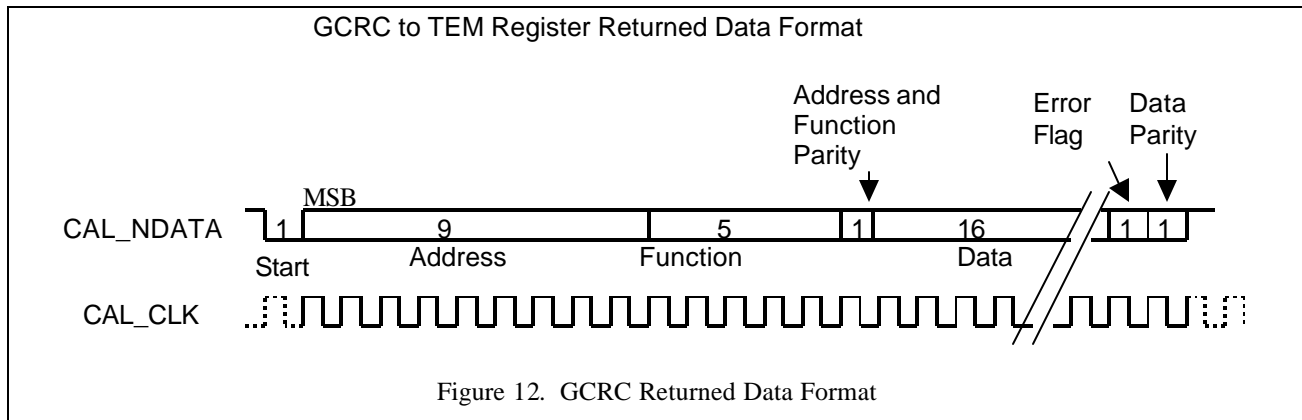 GCRC to TEM Register Returned Data Format
Address and
Function
Parity
Error
Flag
Data
Parity
MSB
CAL_NDATA
1
9
5
1
16
1
1
Start
Address
Function
Data
CAL_CLK
Figure 12. GCRC Returned Data Format